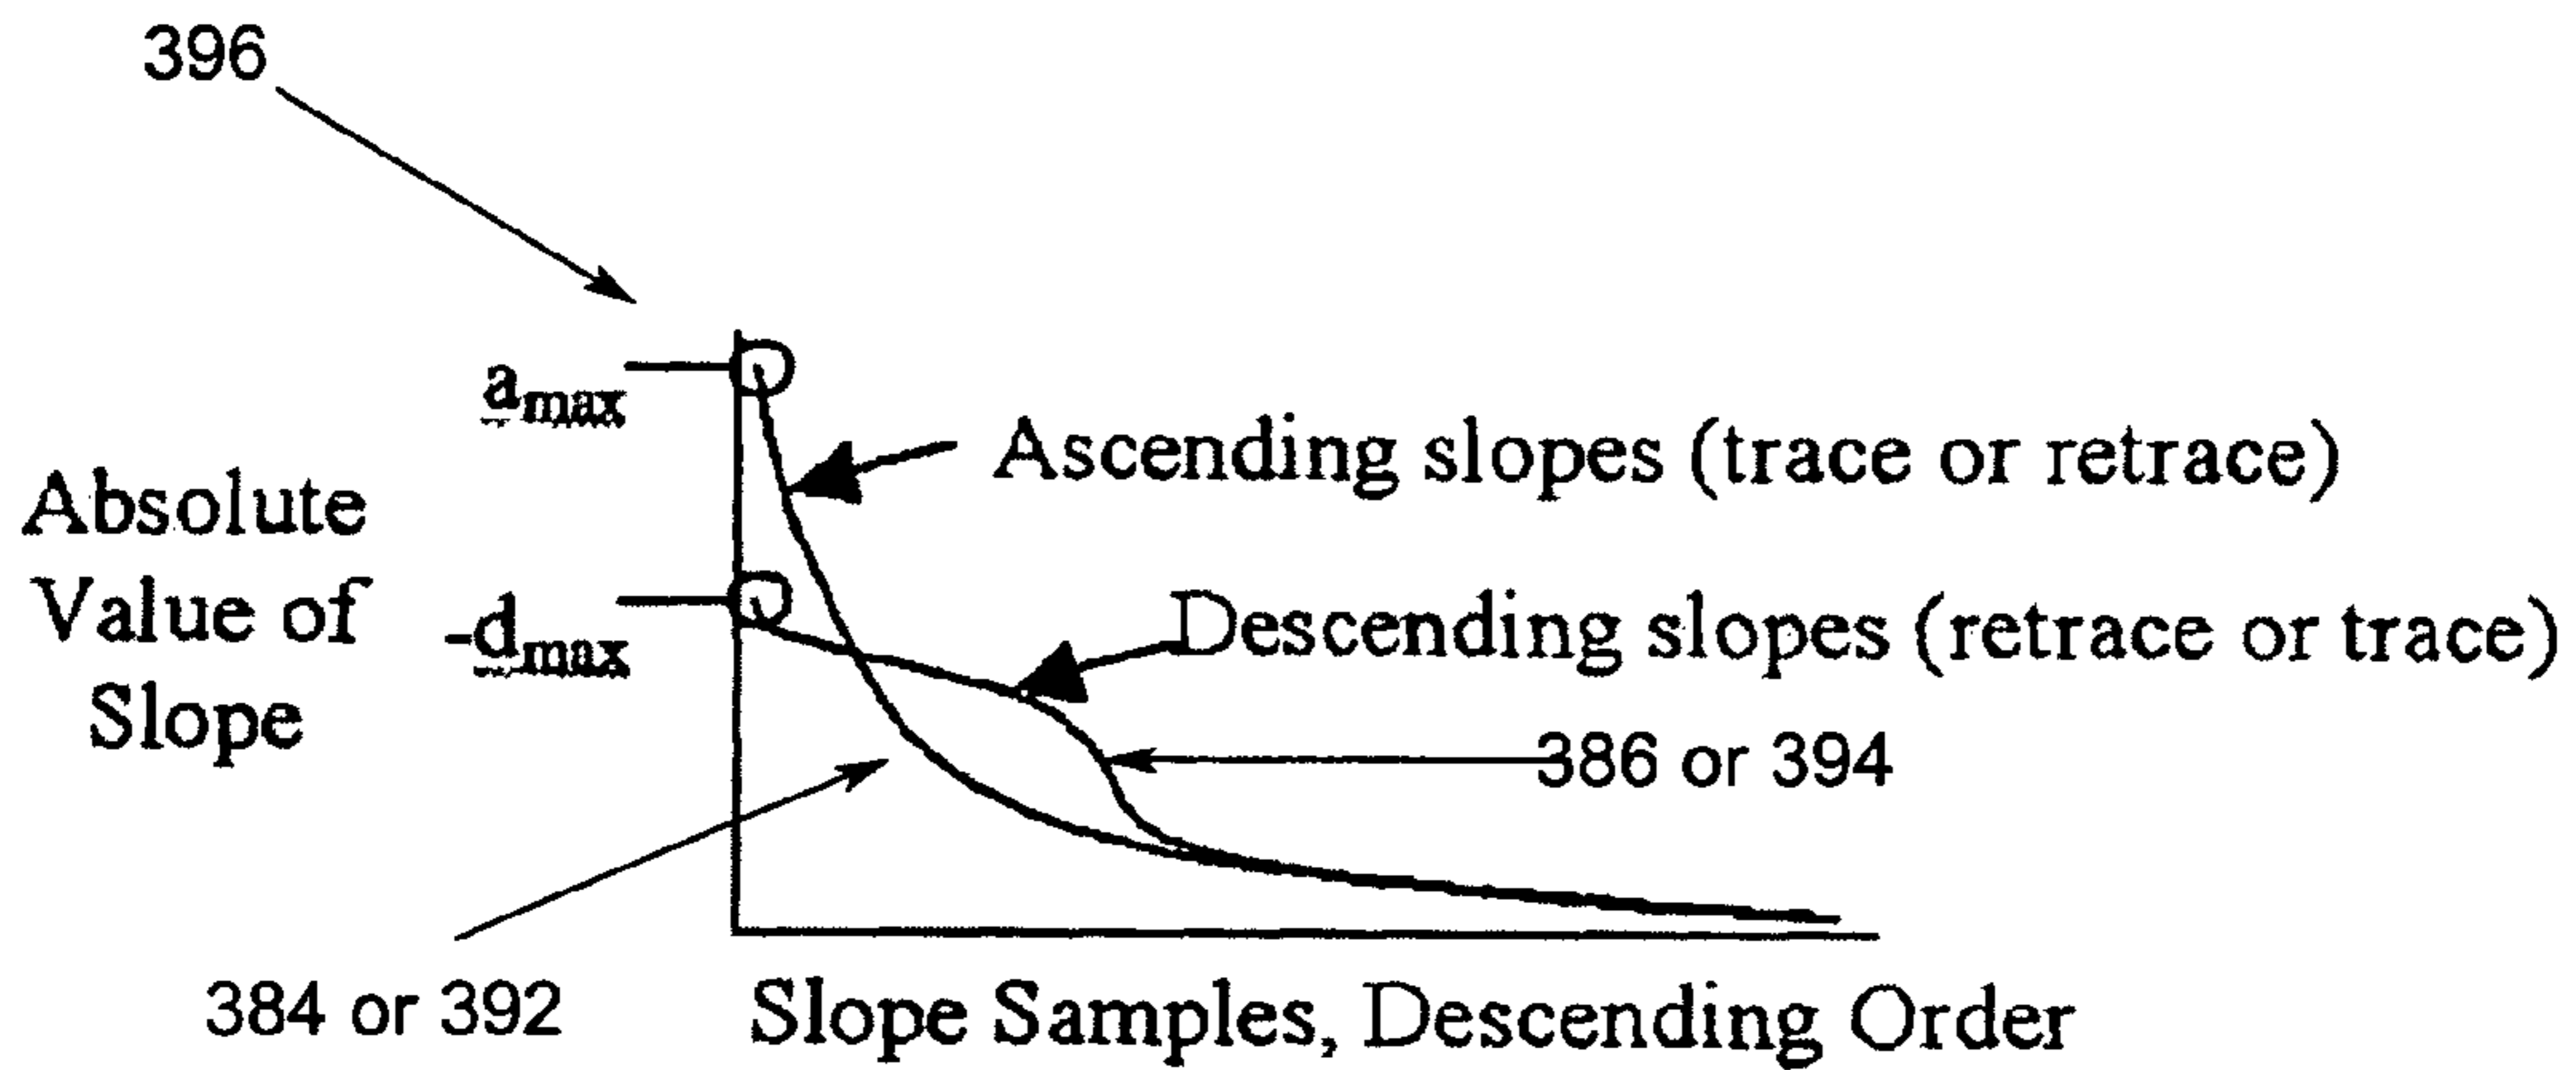 396
a_max
Ascending slopes (trace or retrace)
Absolute
Value of
Slope
-d_max
Descending slopes (retrace or trace)
386 or 394
384 or 392
Slope Samples, Descending Order